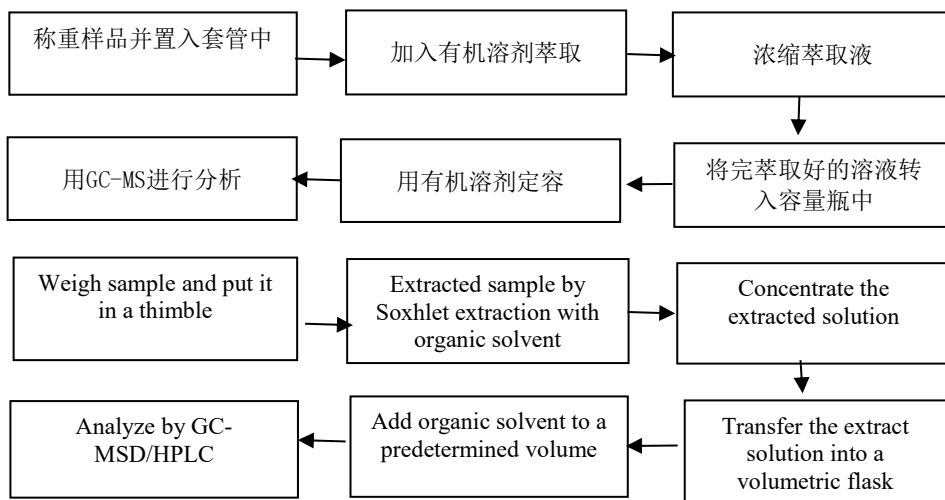 称重样品并置入套管中
加入有机溶剂萃取
浓缩萃取液
将完萃取好的溶液转
入容量瓶中
用有机溶剂定容
用GC-MS进行分析
Weigh sample and put it
in a thimble
Extracted sample by
Soxhlet extraction with
organic solvent
Concentrate the
extracted solution
Transfer the extract
solution into a
volumetric flask
Add organic solvent to a
predetermined volume
Analyze by GC-
MSD/HPLC